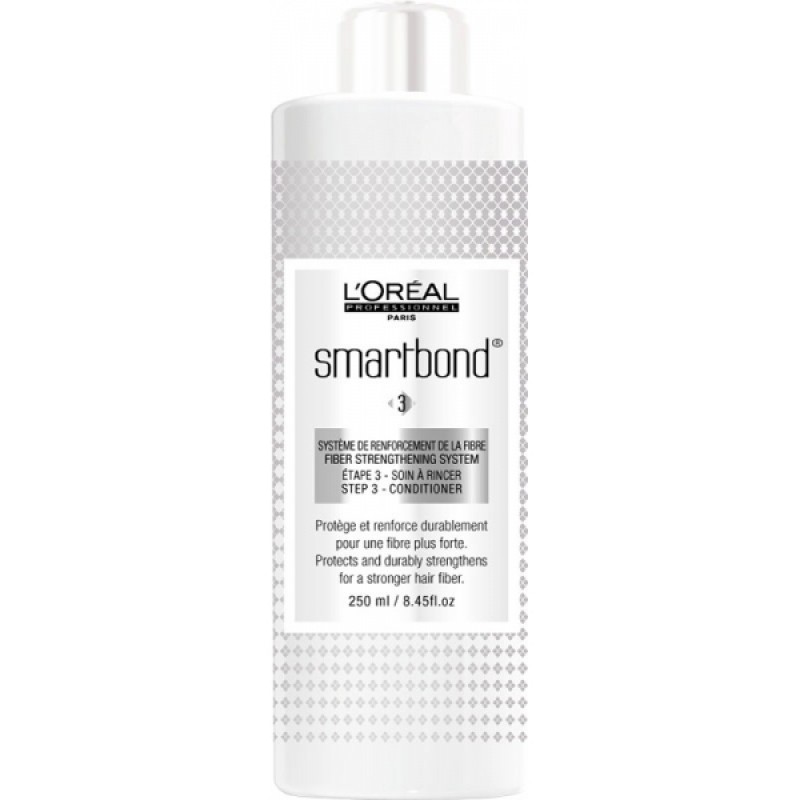 L'ORÉAL
PROFESSIONNEL
PARIS
smartbond®
3
SYSTÈME DE RENFORCEMENT DE LA FIBRE
FIBER STRENGTHENING SYSTEM
ÉTAPE 3 - SOIN À RINCER
STEP 3 - CONDITIONER
Protège et renforce durablement
pour une fibre plus forte.
Protects and durably strengthens
for a stronger hair fiber.
250 ml / 8.45fl.oz